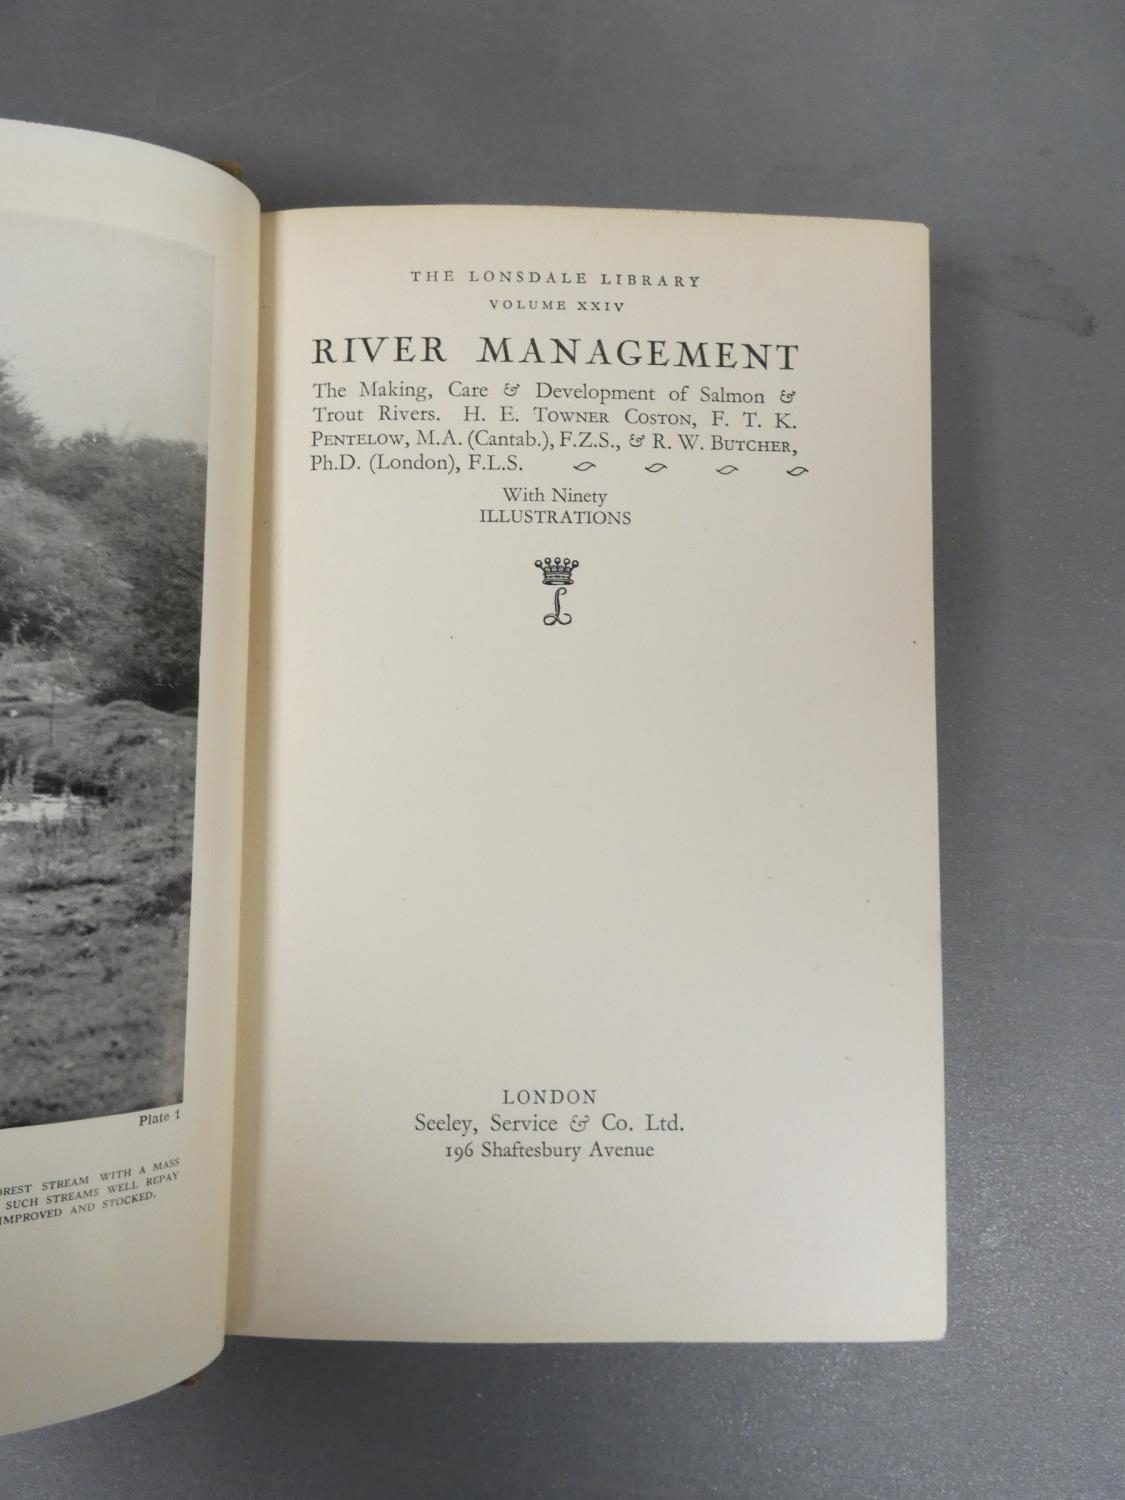 Plate 1
OREST STREAM WITH A MASS
SUCH STREAMS WELL REPAY
IMPROVED AND STOCKED.
THE LONSDALE LIBRARY
VOLUME XXIV
RIVER MANAGEMENT
The Making, Care & Development of Salmon &
Trout Rivers. H. E. TOWNER COSTON, F. T. K.
PENTELOW, M.A. (Cantab.), F.Z.S., & R. W. BUTCHER,
Ph.D. (London), F.L.S.
With Ninety
ILLUSTRATIONS
L
LONDON
Seeley, Service & Co. Ltd.
196 Shaftesbury Avenue